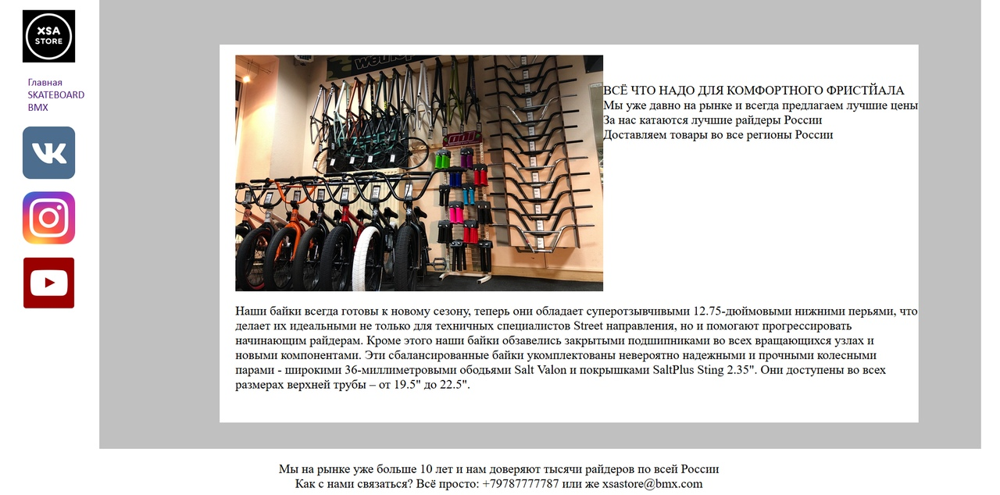 XSA
STORE
Главная
SKATEBOARD
BMX
ВСЁ ЧТО НАДО ДЛЯ КОМФОРТНОГО ФРИСТЙАЛА
Мы уже давно на рынке и всегда предлагаем лучшие цены
За нас катаются лучшие райдеры России
Доставляем товары во все регионы России
Наши байки всегда готовы к новому сезону, теперь они обладает суперотзывчивыми 12.75-дюймовыми нижними перьями, что
делает их идеальными не только для техничных специалистов Street направления, но и помогают прогрессировать
начинающим райдерам. Кроме этого наши байки обзавелись закрытыми подшипниками во всех вращающихся узлах и
новыми компонентами. Эти сбалансированные байки укомплектованы невероятно надежными и прочными колесными
парами - широкими 36-миллиметровыми ободьями Salt Valon и покрышками SaltPlus Sting 2.35". Они доступены во всех
размерах верхней трубы – от 19.5" до 22.5".
Мы на рынке уже больше 10 лет и нам доверяют тысячи райдеров по всей России
Как с нами связаться? Всё просто: +79787777787 или же xsastore@bmx.com